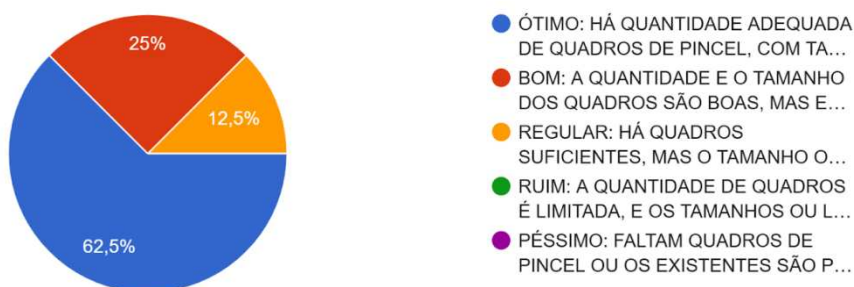 25%
12,5%
62,5%
ÓTIMO: HÁ QUANTIDADE ADEQUADA
DE QUADROS DE PINCEL, COM TA…
BOM: A QUANTIDADE E O TAMANHO
DOS QUADROS SÃO BOAS, MAS E…
REGULAR: HÁ QUADROS
SUFICIENTES, MAS O TAMANHO O…
RUIM: A QUANTIDADE DE QUADROS
É LIMITADA, E OS TAMANHOS OU L…
PÉSSIMO: FALTAM QUADROS DE
PINCEL OU OS EXISTENTES SÃO P…